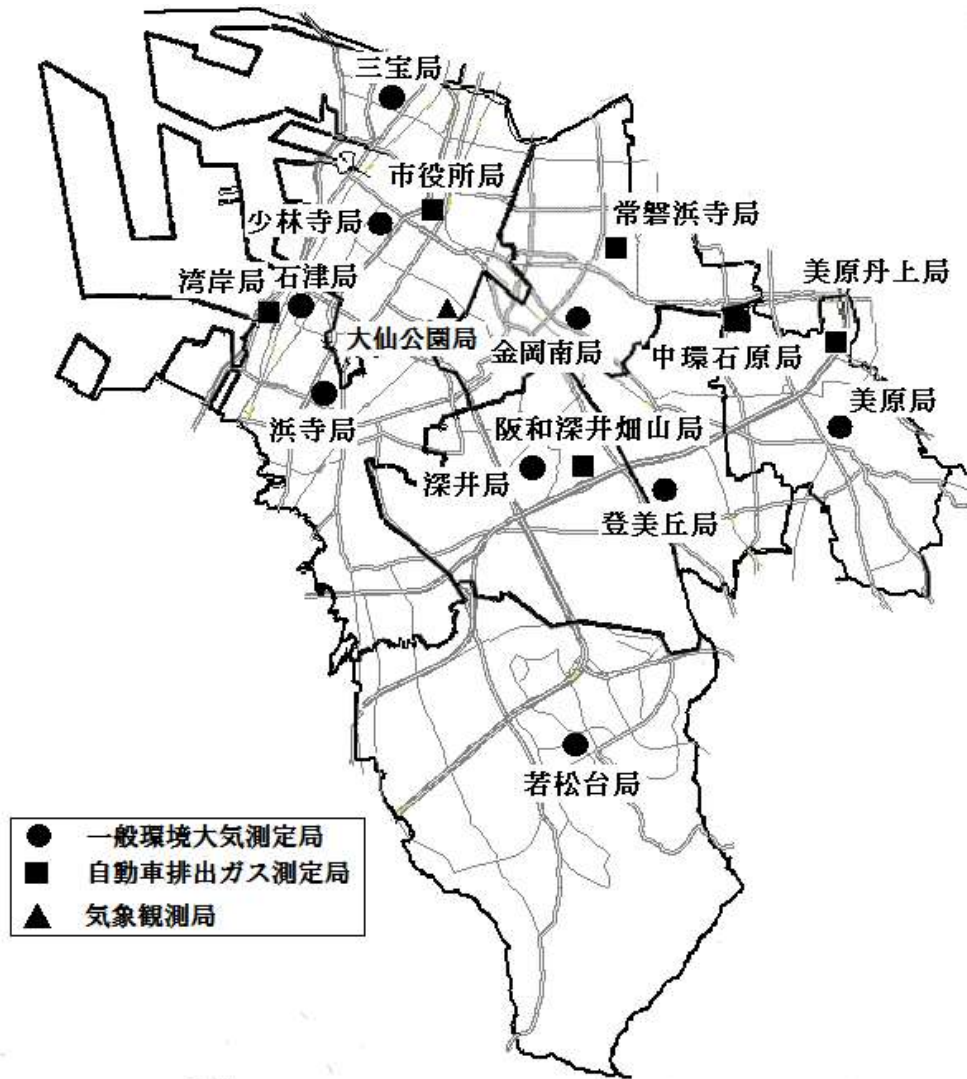 三宝局
市役所局
少林寺局
常磐浜寺局
湾岸局
石津局
美原丹上局
大仙公園局
金岡南局
中環石原局
浜寺局
阪和深井畑山局
美原局
深井局
登美丘局
若松台局
一般環境大気測定局
自動車排出ガス測定局
気象観測局